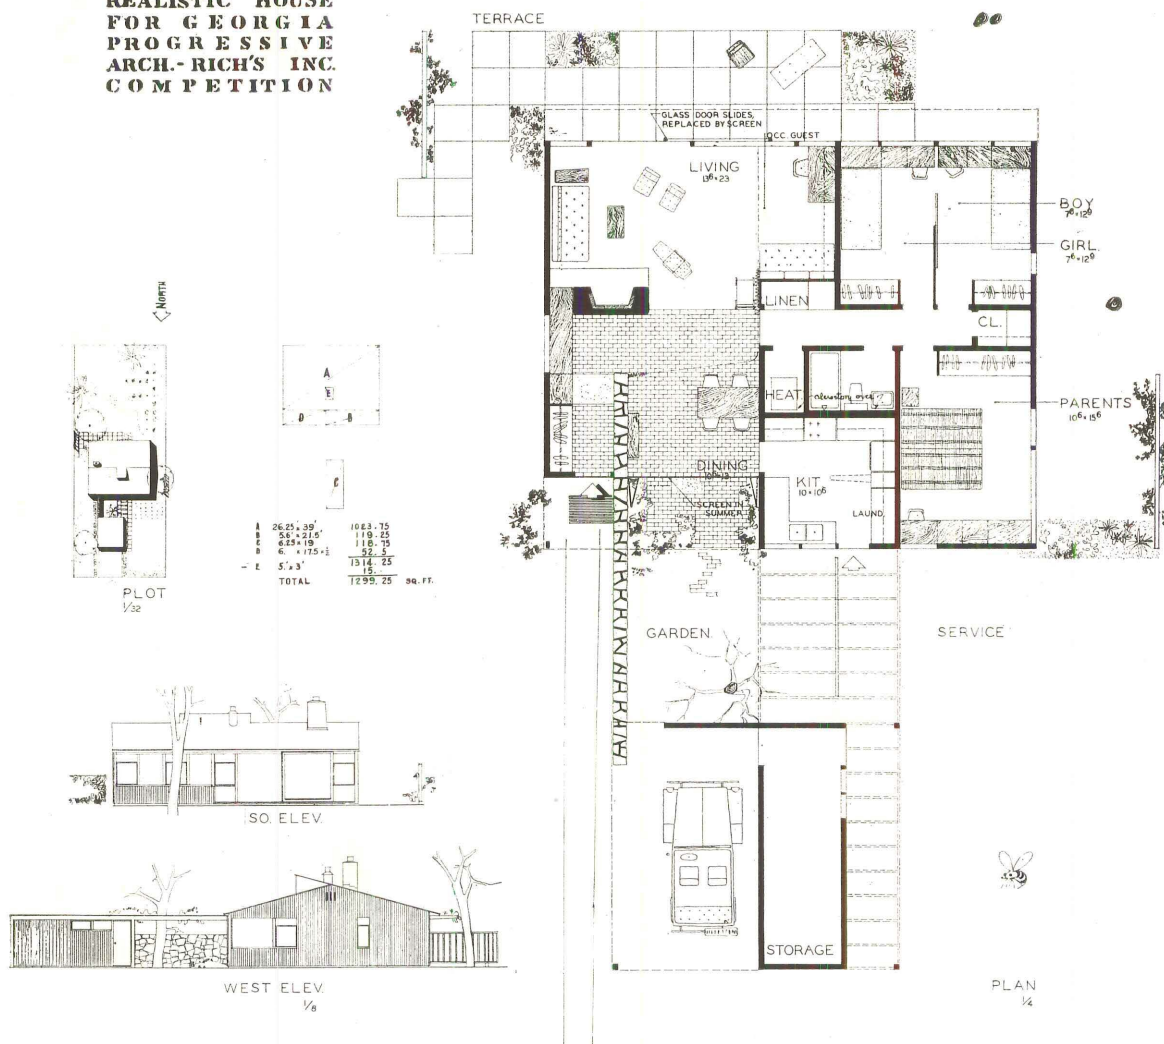 REALISTIC HOUSE
FOR GEORGIA
PROGRESSIVE
ARCH.-RICH'S INC.
COMPETITION
TERRACE
GLASS DOOR SLIDES,
REPLACED BY SCREEN
OCC. GUEST
LIVING
13⁶×23
BOY
7⁶×12⁰
GIRL
7⁶×12⁰
LINEN
CL.
HEAT
PARENTS
10⁶×15⁶
DINING
KIT
10×10⁶
SCREEN IN
SUMMER
LAUND.
GARDEN
SERVICE
STORAGE
PLAN
1/4
NORTH
A
E
D B
C
A 26.25 x 39' 1023.75
B 5.6' x 21.5' 119.25
C 6.25 x 19 118.75
D 6. x 17.5 x ½ 52.5
1314.25
- E 5' x 3' 15.-
TOTAL 1299.25 SQ. FT.
PLOT
1/32
SO. ELEV.
WEST ELEV.
1/8